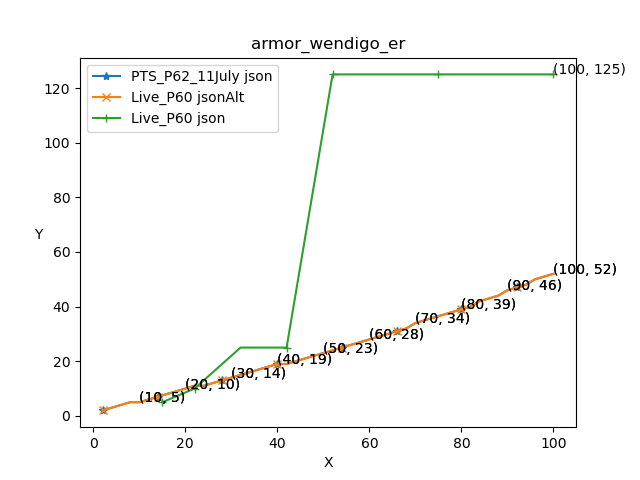 armor_wendigo_er
PTS_P62_11July json
Live_P60 jsonAlt
Live_P60 json
(100, 125)
(100, 52)
(90, 46)
(80, 39)
(70, 34)
(60, 28)
(50, 23)
(40, 19)
(30, 14)
(20, 10)
(10, 5)
Y
120
100
80
60
40
20
0
0 20 40 60 80 100
X